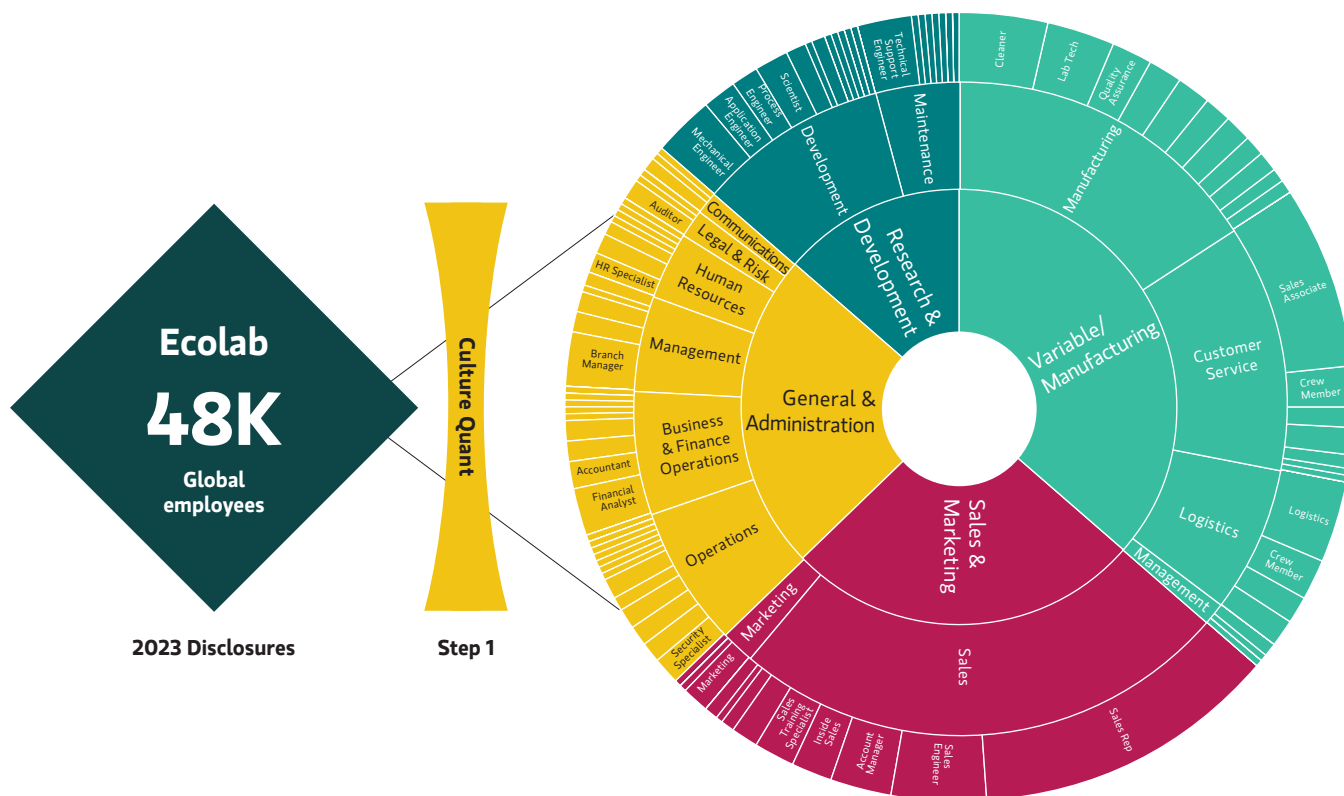 Ecolab
48K
Global
employees
2023 Disclosures
Culture Quant
Step 1
Variable/
Manufacturing
Manufacturing
Cleaner
Lab Tech
Quality
Assurance
Customer
Service
Sales
Associate
Crew
Member
Logistics
Logistics
Crew
Member
Management
Sales &
Marketing
Sales
Sales Rep
Sales
Engineer
Account
Manager
Inside
Sales
Sales
Training
Specialist
Marketing
Marketing
General &
Administration
Operations
Security
Specialist
Business
& Finance
Operations
Financial
Analyst
Accountant
Management
Branch
Manager
Human
Resources
HR Specialist
Legal & Risk
Auditor
Communications
Research &
Development
Development
Mechanical
Engineer
Application
Engineer
Process
Engineer
Scientist
Maintenance
Technical
Support
Engineer